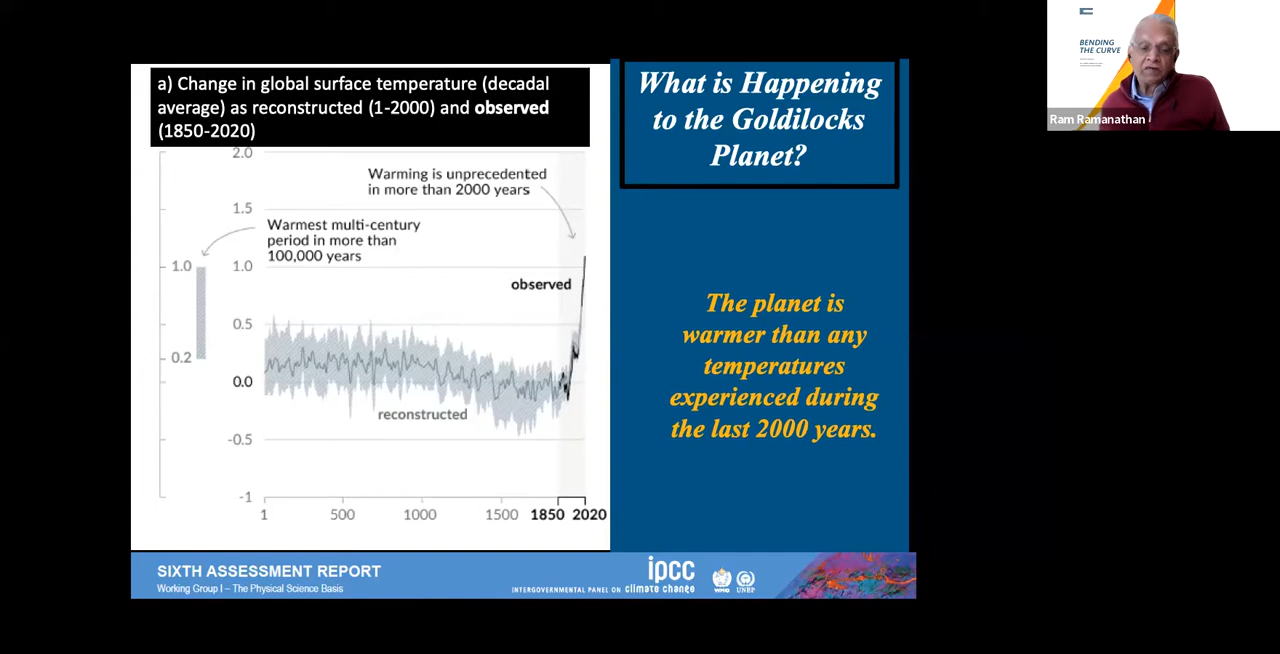 a) Change in global surface temperature (decadal
average) as reconstructed (1-2000) and observed
(1850-2020)
2.0
1.5
1.0
0.5
0.0
-0.5
-1
1.0
0.2
Warming is unprecedented
in more than 2000 years
Warmest multi-century
period in more than
100,000 years
observed
reconstructed
1
500
1000
1500
1850
2020
What is Happening
to the Goldilocks
Planet?
The planet is
warmer than any
temperatures
experienced during
the last 2000 years.
SIXTH ASSESSMENT REPORT
Working Group I – The Physical Science Basis
ipcc
INTERGOVERNMENTAL PANEL ON climate change
WMO
UNEP
BENDING
THE CURVE
Ram Ramanathan